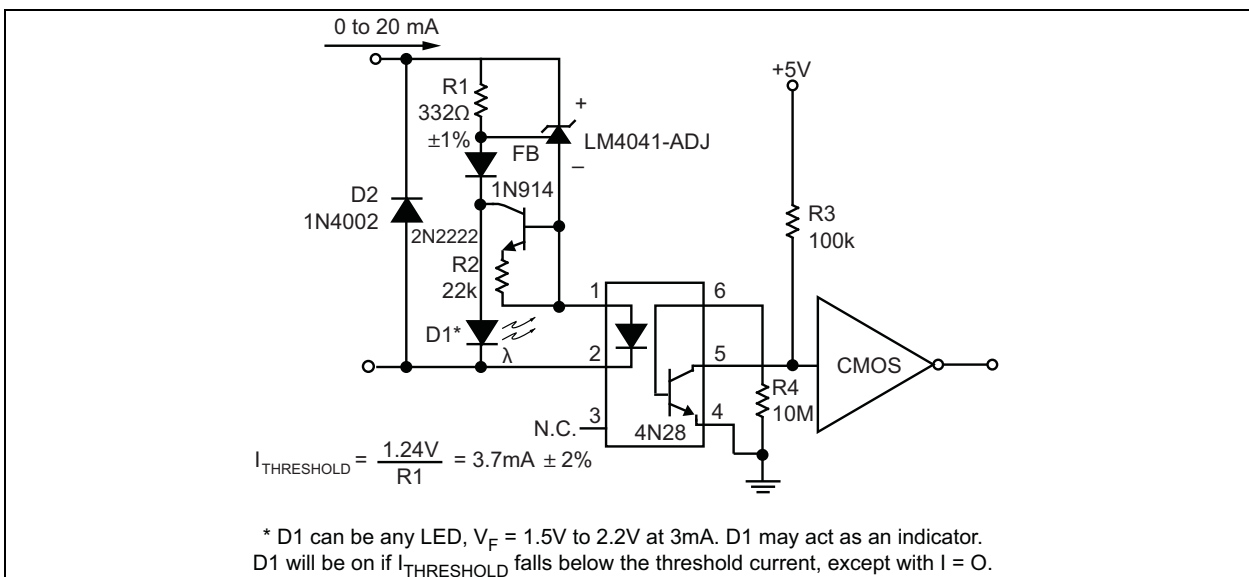 0 to 20 mA
+5V
R1
332Ω
±1%
+
LM4041-ADJ
FB
–
1N914
D2
1N4002
2N2222
R2
22k
R3
100k
1
6
D1*
λ
2
5
CMOS
R4
10M
3
4
N.C.
4N28
I THRESHOLD = 1.24V / R1 = 3.7mA ± 2%
* D1 can be any LED, VF = 1.5V to 2.2V at 3mA. D1 may act as an indicator.
D1 will be on if ITHRESHOLD falls below the threshold current, except with I = O.